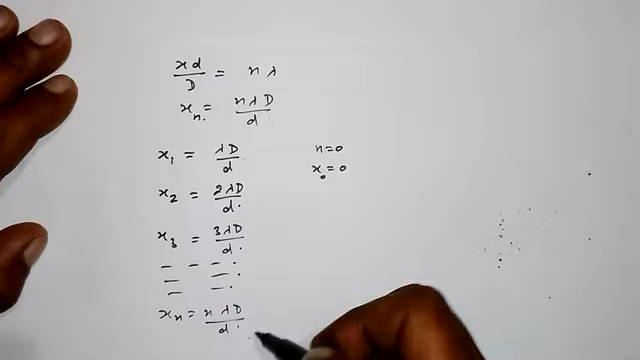 xd/D = nλ
xₙ = nλD/d
x₁ = λD/d n=0
x₂ = 2λD/d x₀=0
x₃ = 3λD/d
xₙ = nλD/d